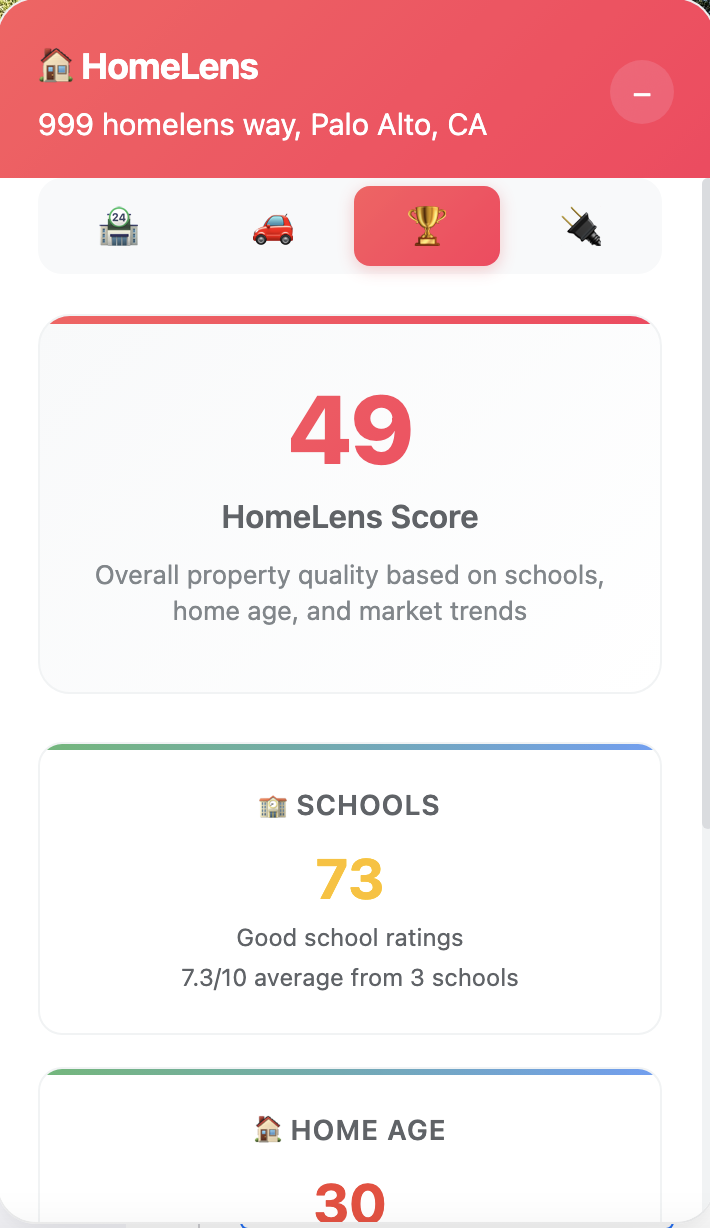 HomeLens
999 homelens way, Palo Alto, CA
24
49
HomeLens Score
Overall property quality based on schools,
home age, and market trends
SCHOOLS
73
Good school ratings
7.3/10 average from 3 schools
HOME AGE
30